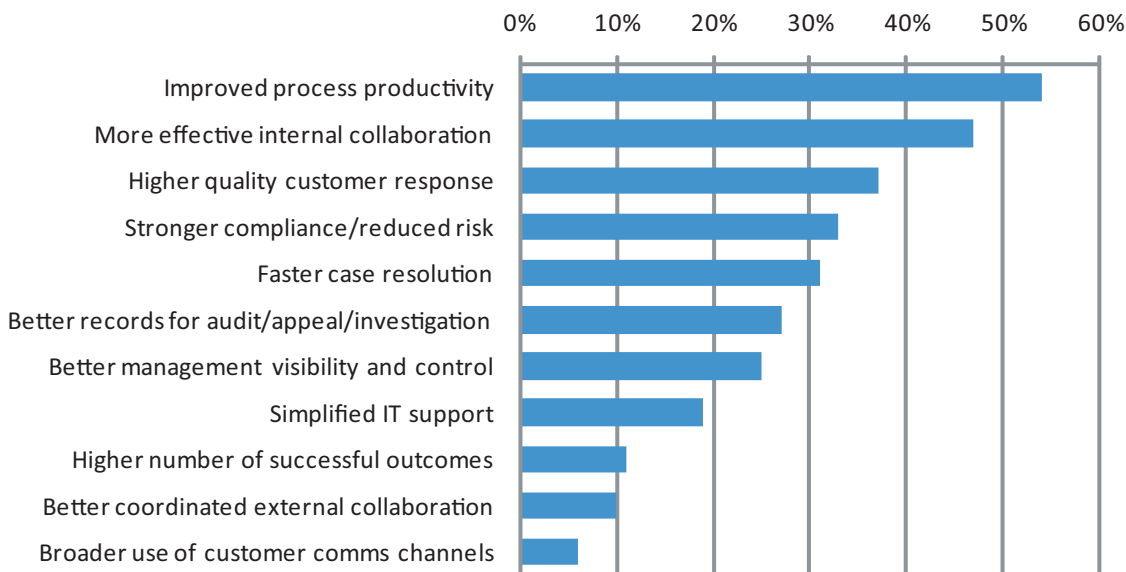 0% 10% 20% 30% 40% 50% 60%
Improved process productivity
More effective internal collaboration
Higher quality customer response
Stronger compliance/reduced risk
Faster case resolution
Better records for audit/appeal/investigation
Better management visibility and control
Simplified IT support
Higher number of successful outcomes
Better coordinated external collaboration
Broader use of customer comms channels